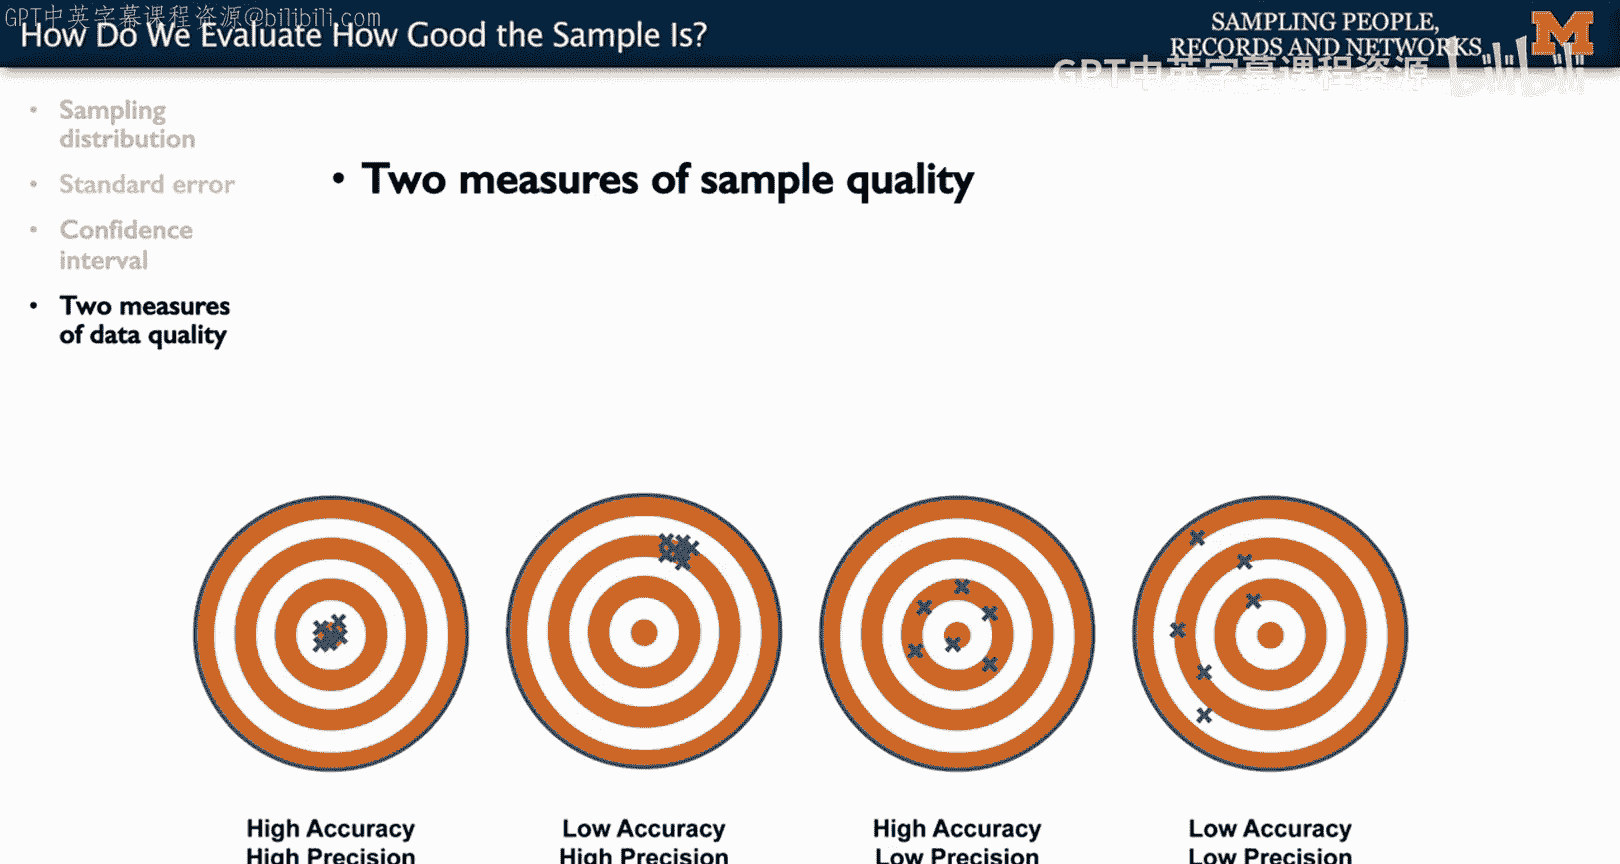 GPT中英字幕课程资源@bilibili.com
How Do We Evaluate How Good the Sample Is?
SAMPLING PEOPLE,
RECORDS AND NETWORKS
M
GPT中英字幕课程资源 bilibili
• Sampling
distribution
• Standard error
• Confidence
interval
• Two measures
of data quality
• Two measures of sample quality
High Accuracy
High Precision
Low Accuracy
High Precision
High Accuracy
Low Precision
Low Accuracy
Low Precision